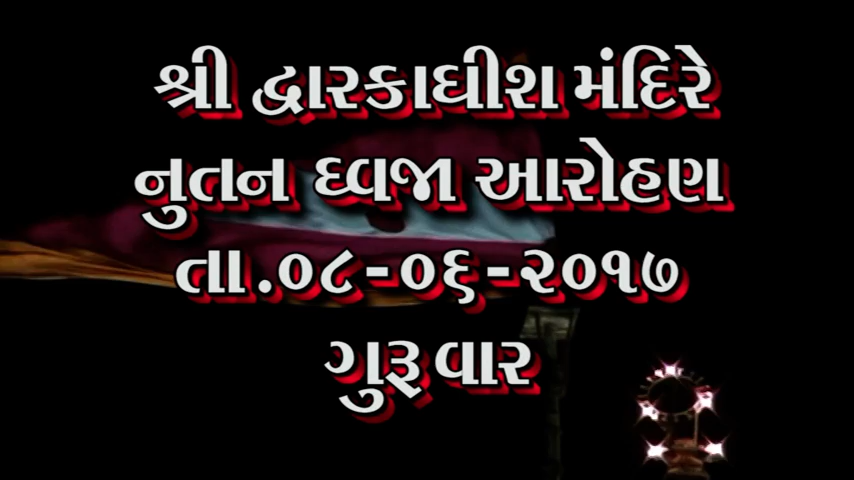 શ્રી દ્વારકાધીશ મંદિરે
નુતન ધ્વજા આરોહણ
તા.૦૮-૦૬-૨૦૧૭
ગુરૂવાર